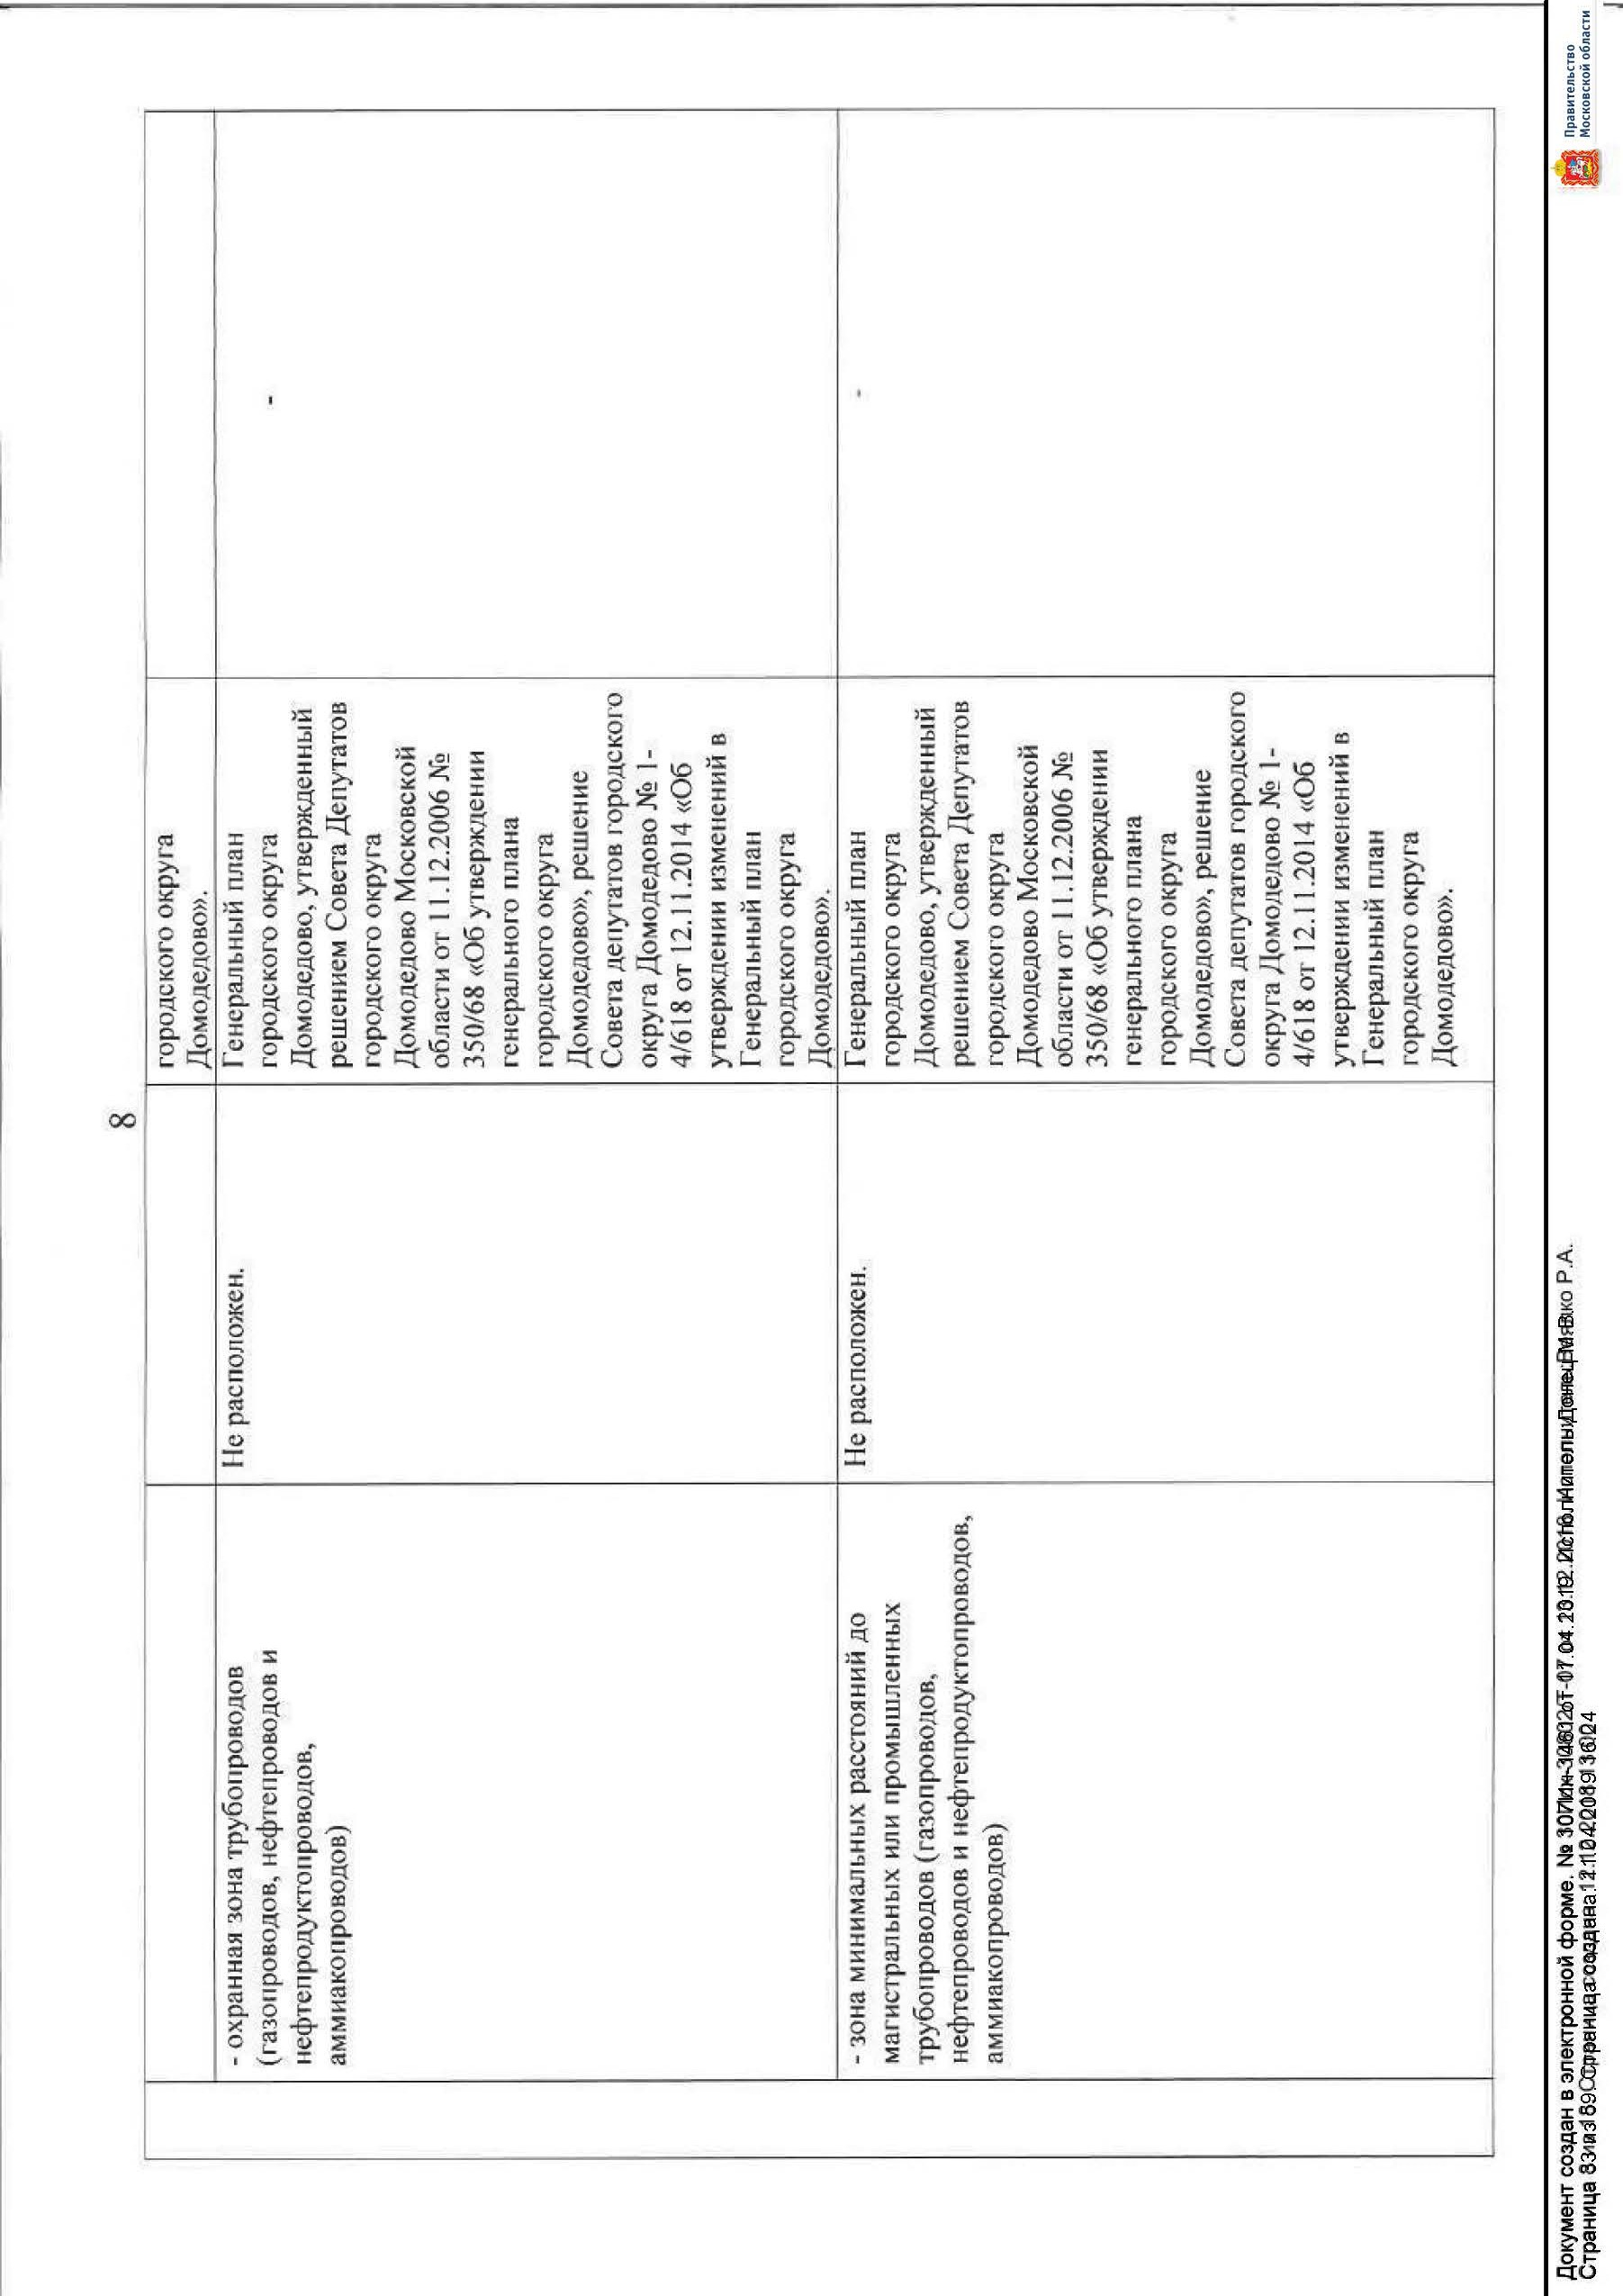 8
городского округа
Домодедово».
- охранная зона трубопроводов
(газопроводов, нефтепроводов и
нефтепродуктопроводов,
аммиакопроводов)
Не расположен.
Генеральный план
городского округа
Домодедово, утвержденный
решением Совета Депутатов
городского округа
Домодедово Московской
области от 11.12.2006 №
350/68 «Об утверждении
генерального плана
городского округа
Домодедово», решение
Совета депутатов городского
округа Домодедово № 1-
4/618 от 12.11.2014 «Об
утверждении изменений в
Генеральный план
городского округа
Домодедово».
-
- зона минимальных расстояний до
магистральных или промышленных
трубопроводов (газопроводов,
нефтепроводов и нефтепродуктопроводов,
аммиакопроводов)
Не расположен.
Генеральный план
городского округа
Домодедово, утвержденный
решением Совета Депутатов
городского округа
Домодедово Московской
области от 11.12.2006 №
350/68 «Об утверждении
генерального плана
городского округа
Домодедово», решение
Совета депутатов городского
округа Домодедово № 1-
4/618 от 12.11.2014 «Об
утверждении изменений в
Генеральный план
городского округа
Домодедово».
-
Документ создан в электронной форме. №
Страница
Правительство
Московской области